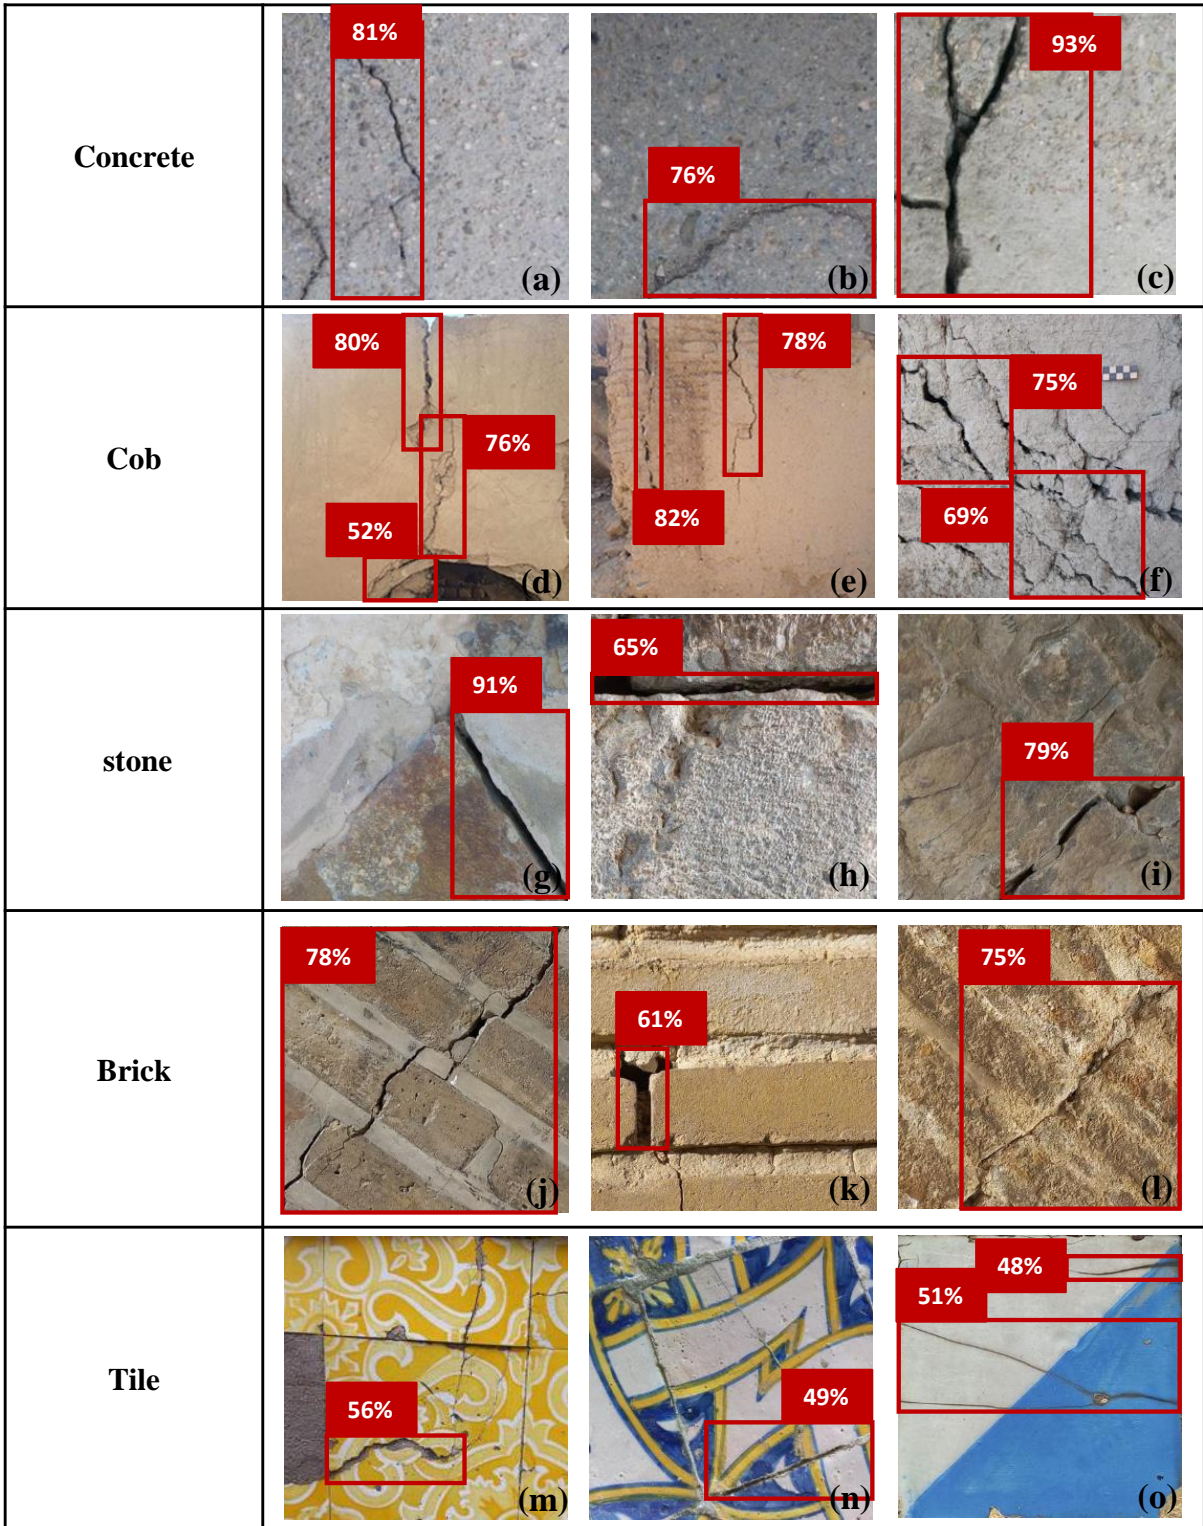 Concrete
81%
(a)
76%
(b)
93%
(c)
Cob
80%
76%
52%
(d)
78%
82%
(e)
75%
69%
(f)
stone
91%
(g)
65%
(h)
79%
(i)
Brick
78%
(j)
61%
(k)
75%
(l)
Tile
56%
(m)
49%
(n)
48%
51%
(o)